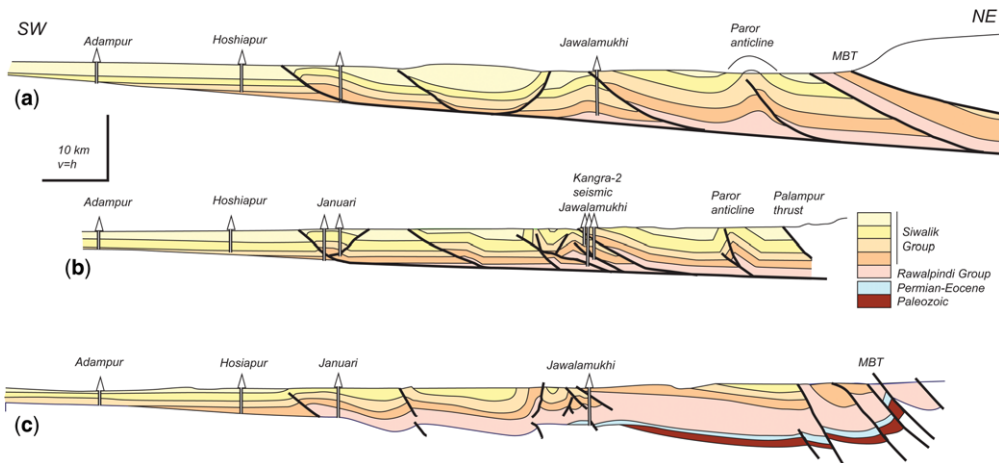 SW
NE
Adampur
Hoshiapur
Jawalamukhi
Paror
anticline
MBT
(a)
10 km
v=h
Adampur
Hoshiapur
Januari
Kangra-2
seismic
Jawalamukhi
Paror
anticline
Palampur
thrust
(b)
Siwalik
Group
Rawalpindi Group
Permian-Eocene
Paleozoic
Adampur
Hosiapur
Januari
Jawalamukhi
MBT
(c)